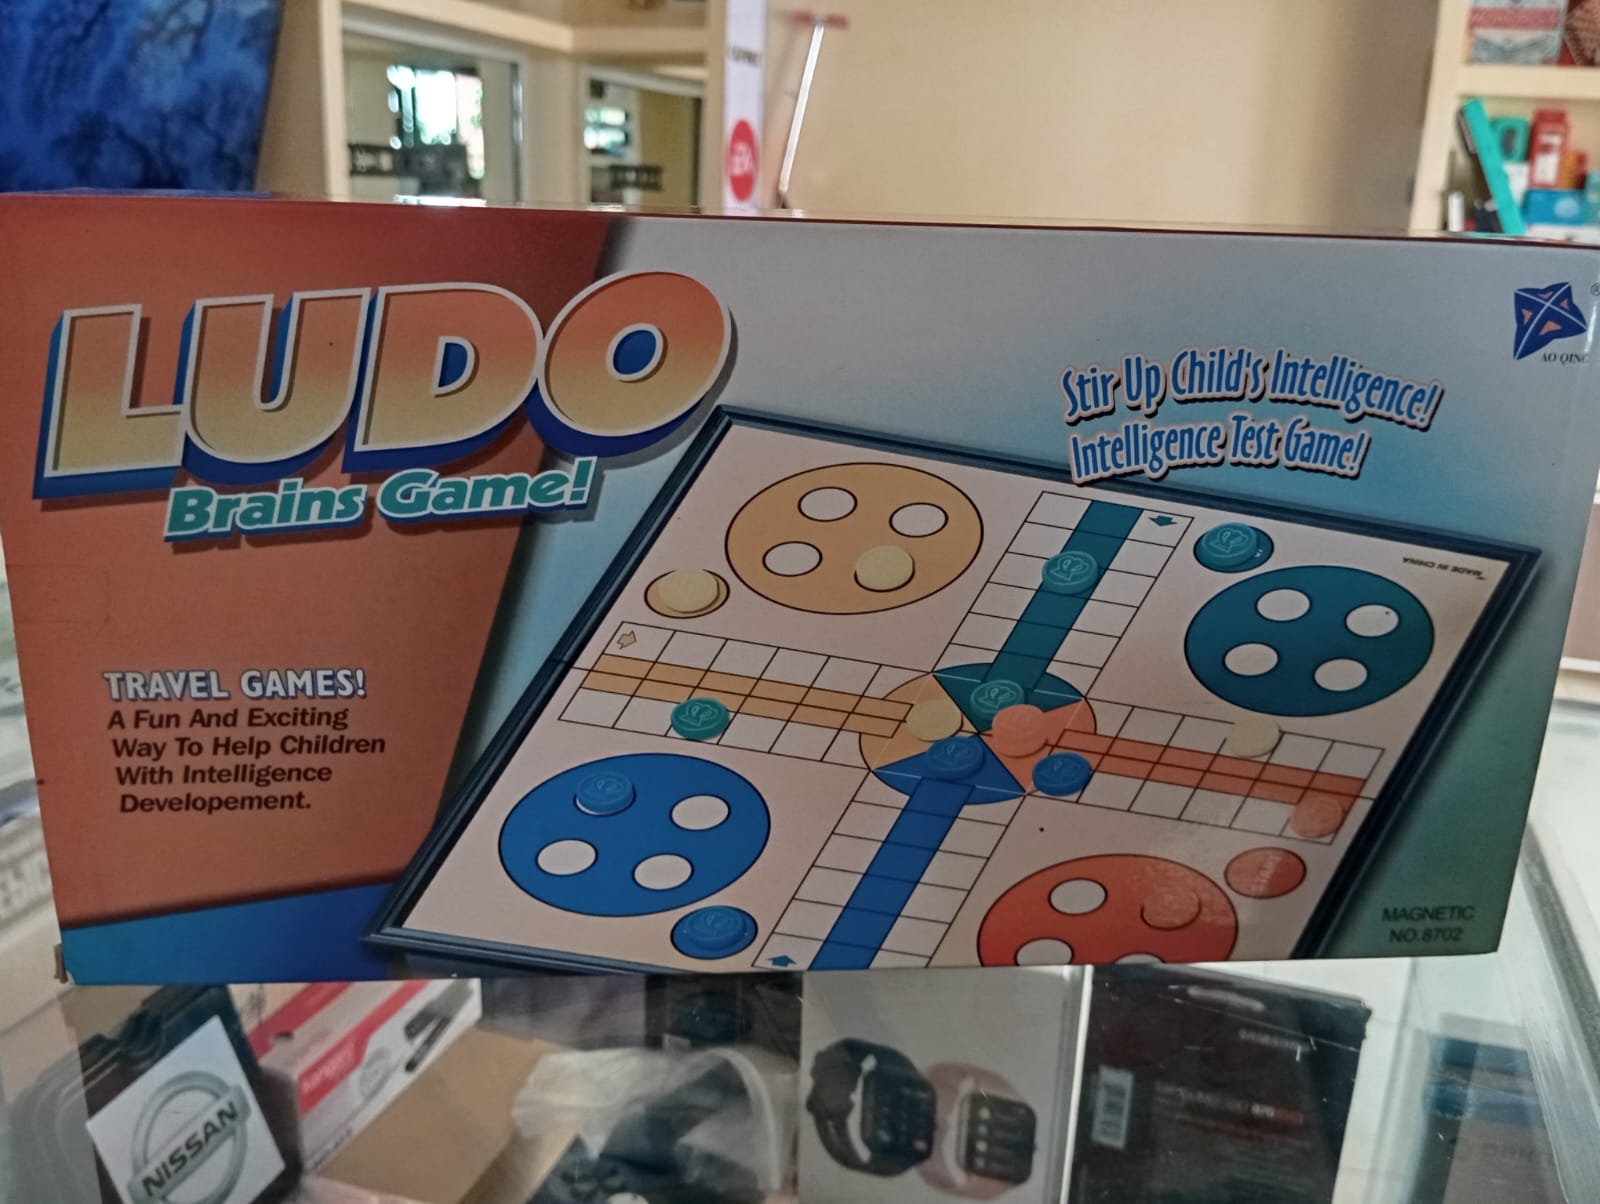 LUDO
Brains Game!
Stir Up Child's Intelligence!
Intelligence Test Game!
AO QING
®
MADE IN CHINA
TRAVEL GAMES!
A Fun And Exciting
Way To Help Children
With Intelligence
Developement.
MAGNETIC
NO.8702
NISSAN
kangaro